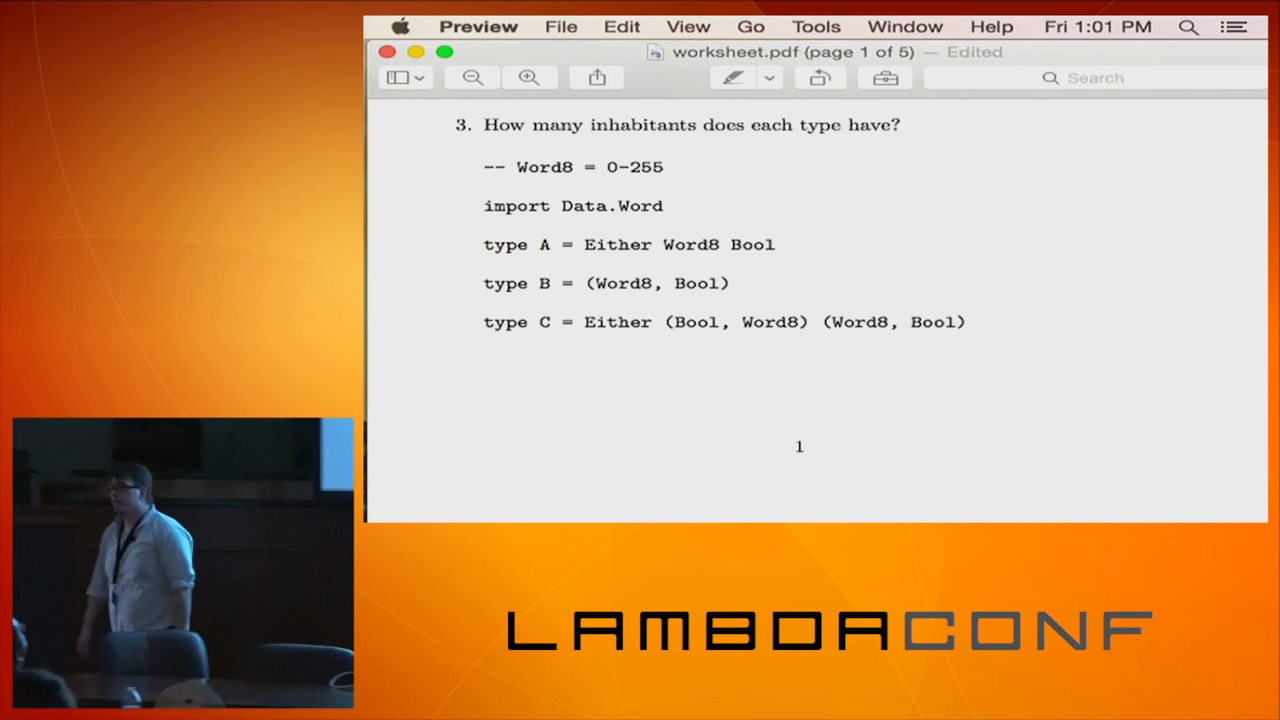 Preview File Edit View Go Tools Window Help Fri 1:01 PM
worksheet.pdf (page 1 of 5) — Edited
Search
3. How many inhabitants does each type have?
-- Word8 = 0-255
import Data.Word
type A = Either Word8 Bool
type B = (Word8, Bool)
type C = Either (Bool, Word8) (Word8, Bool)
1
LAMBDACONF